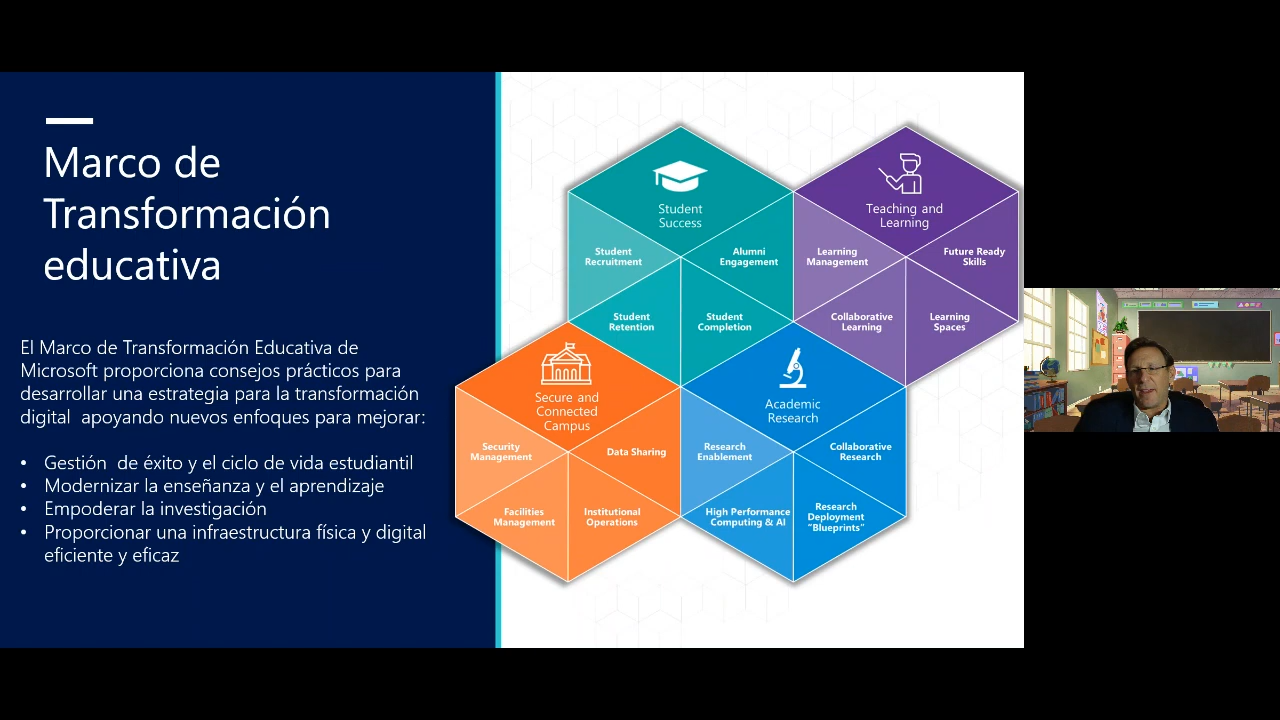 Marco de
Transformación
educativa
El Marco de Transformación Educativa de
Microsoft proporciona consejos prácticos para
desarrollar una estrategia para la transformación
digital apoyando nuevos enfoques para mejorar:
• Gestión de éxito y el ciclo de vida estudiantil
• Modernizar la enseñanza y el aprendizaje
• Empoderar la investigación
• Proporcionar una infraestructura física y digital
eficiente y eficaz
Student
Success
Student
Recruitment
Alumni
Engagement
Student
Retention
Student
Completion
Teaching and
Learning
Learning
Management
Future Ready
Skills
Collaborative
Learning
Learning
Spaces
Secure and
Connected
Campus
Security
Management
Data Sharing
Facilities
Management
Institutional
Operations
Academic
Research
Research
Enablement
Collaborative
Research
High Performance
Computing & AI
Research
Deployment
"Blueprints"